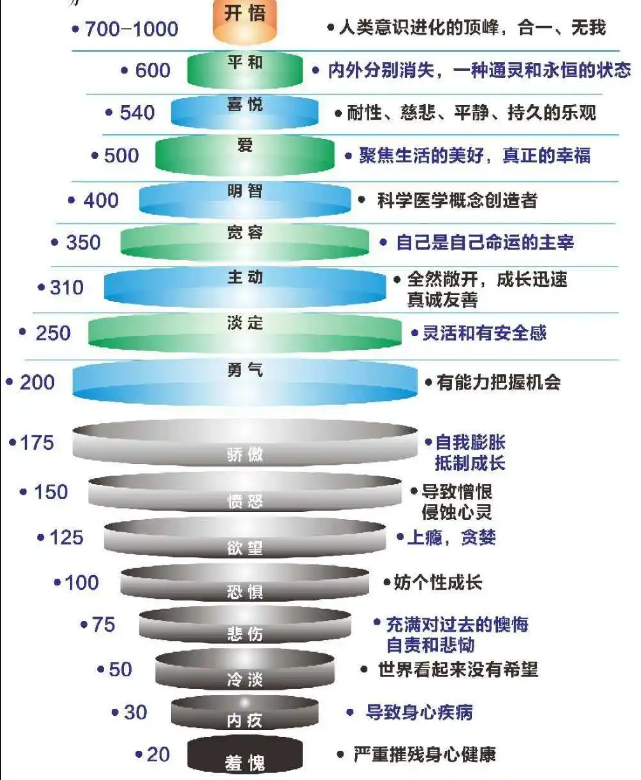 开悟
•700-1000
•人类意识进化的顶峰，合一、无我
平和
•600
•内外分别消失，一种通灵和永恒的状态
喜悦
•540
•耐性、慈悲、平静、持久的乐观
爱
•500
•聚焦生活的美好，真正的幸福
明智
•400
•科学医学概念创造者
宽容
•350
•自己是自己命运的主宰
主动
•310
•全然敞开，成长迅速
真诚友善
淡定
•250
•灵活和有安全感
勇气
•200
•有能力把握机会
•175
骄傲
•自我膨胀
抵制成长
•150
愤怒
•导致憎恨
侵蚀心灵
•125
欲望
•上瘾，贪婪
•100
恐惧
•妨个性成长
•75
悲伤
•充满对过去的懊悔
自责和悲恸
•50
冷淡
•世界看起来没有希望
•30
内疚
•导致身心疾病
•20
羞愧
•严重摧残身心健康